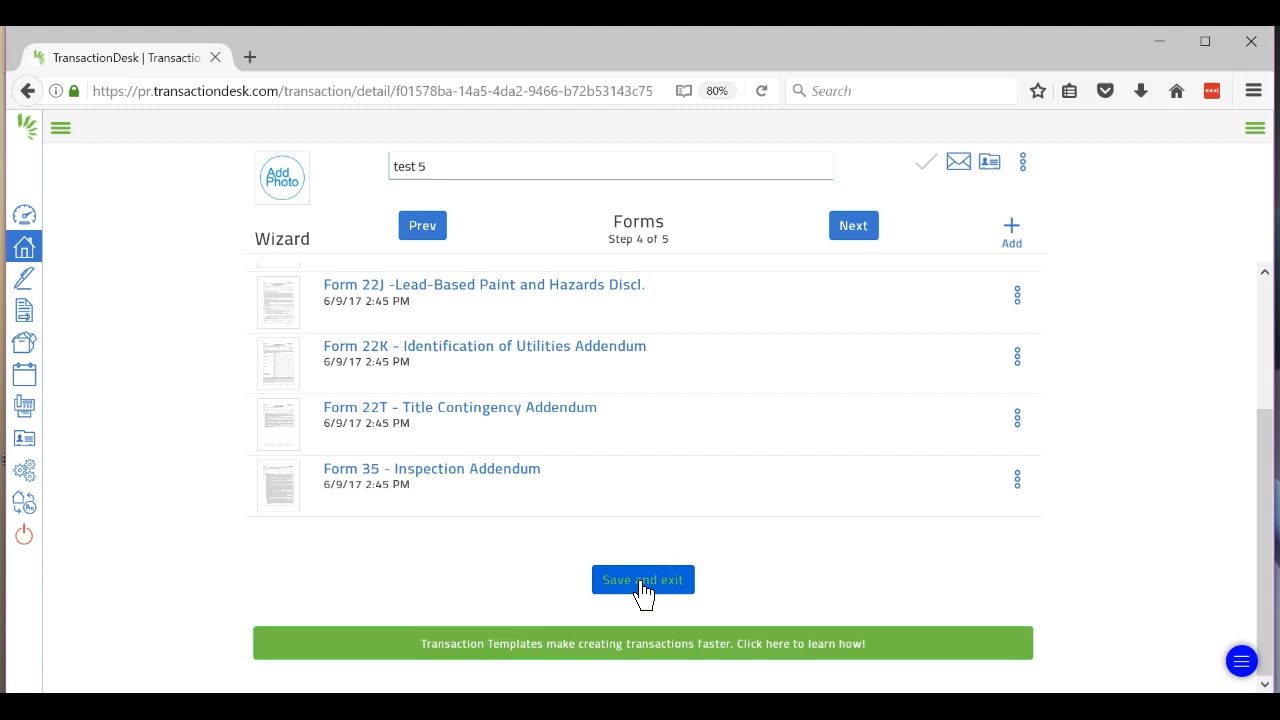 TransactionDesk | Transactio
https://pr.transactiondesk.com/transaction/detail/f01578ba-14a5-4da2-9466-b72b53143c75
80%
Search
Add Photo
test 5
Prev
Forms
Next
Wizard
Step 4 of 5
Add
Form 22J -Lead-Based Paint and Hazards Discl.
6/9/17 2:45 PM
Form 22K - Identification of Utilities Addendum
6/9/17 2:45 PM
Form 22T - Title Contingency Addendum
6/9/17 2:45 PM
Form 35 - Inspection Addendum
6/9/17 2:45 PM
Save and exit
Transaction Templates make creating transactions faster. Click here to learn how!